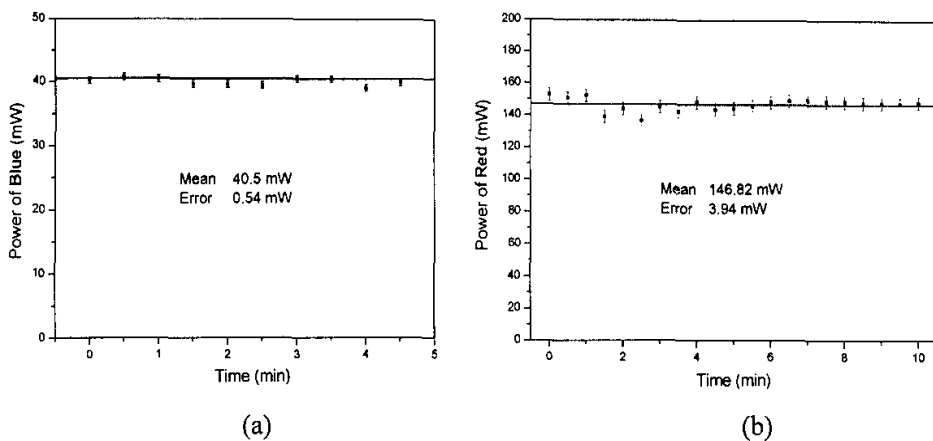 50
40
30
20
10
0
Power of Blue (mW)
Mean 40.5 mW
Error 0.54 mW
0 1 2 3 4 5
Time (min)
(a)
200
180
160
140
120
100
80
60
40
20
0
Power of Red (mW)
Mean 146.82 mW
Error 3.94 mW
0 2 4 6 8 10
Time (min)
(b)